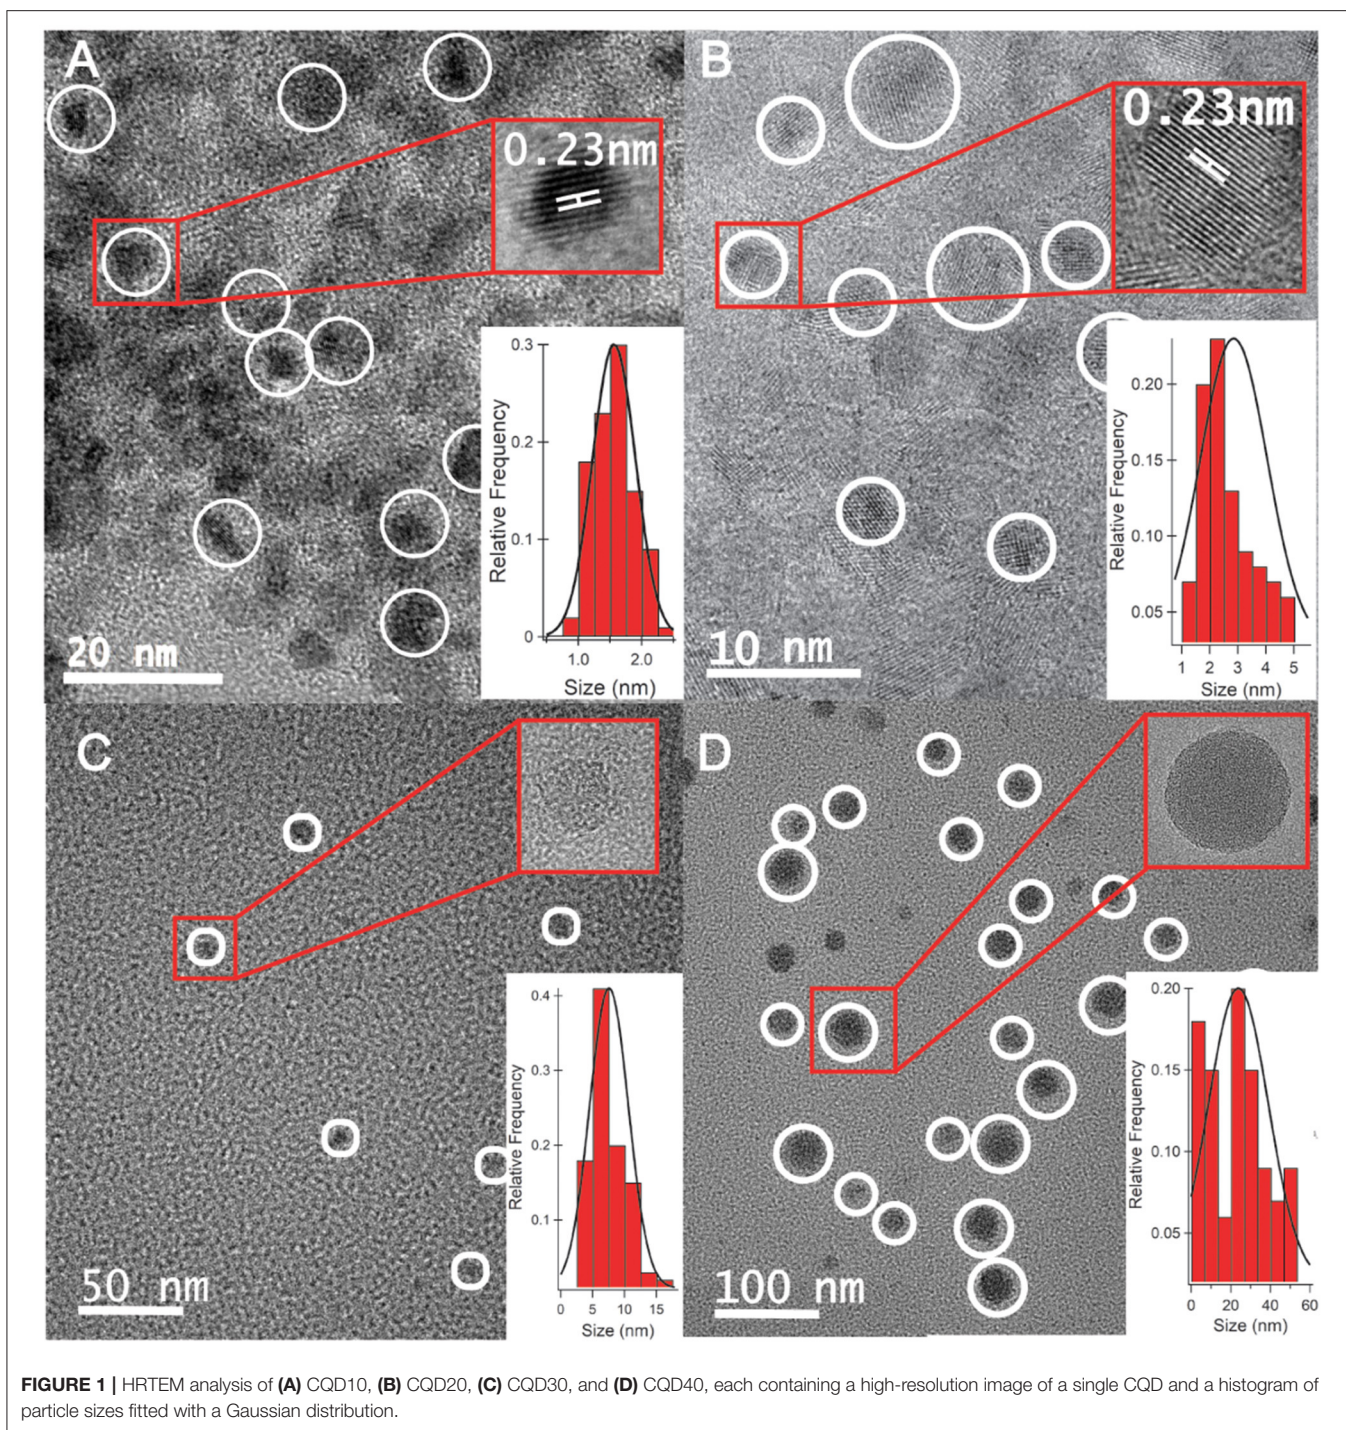 A
0.23nm
20 nm
Relative Frequency
0.3
0.2
0.1
0
1.0 2.0
Size (nm)
B
0.23nm
10 nm
Relative Frequency
0.20
0.15
0.10
0.05
1 2 3 4 5
Size (nm)
C
50 nm
Relative Frequency
0.4
0.3
0.2
0.1
0 5 10 15
Size (nm)
D
100 nm
Relative Frequency
0.20
0.15
0.10
0.05
0 20 40 60
Size (nm)
FIGURE 1 | HRTEM analysis of (A) CQD10, (B) CQD20, (C) CQD30, and (D) CQD40, each containing a high-resolution image of a single CQD and a histogram of
particle sizes fitted with a Gaussian distribution.